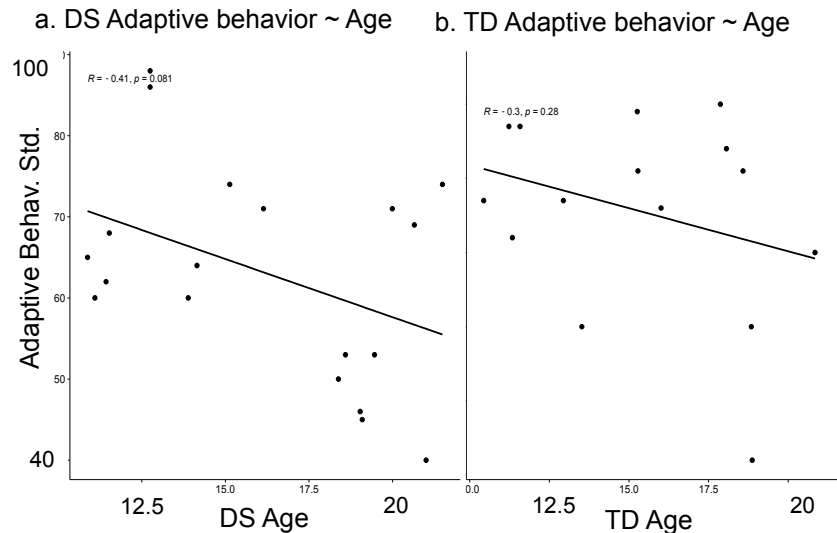 a. DS Adaptive behavior ~ Age
b. TD Adaptive behavior ~ Age
100
R = - 0.41, p = 0.081
80
70
60
50
40
Adaptive Behav. Std.
12.5
15.0
17.5
20
DS Age
R = - 0.3, p = 0.28
0.0
12.5
15.0
17.5
20
TD Age